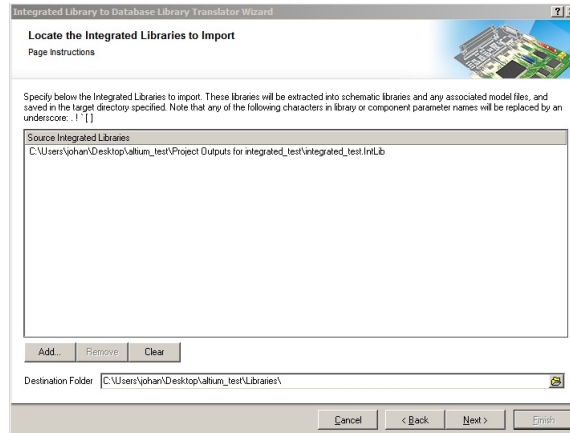 Integrated Library to Database Library Translator Wizard
Locate the Integrated Libraries to Import
Page Instructions
Specify below the Integrated Libraries to import. These libraries will be extracted into schematic libraries and any associated model files, and
saved in the target directory specified. Note that any of the following characters in library or component parameter names will be replaced by an
underscore: . ! ` [ ]
Source Integrated Libraries
C:\Users\johan\Desktop\altium_test\Project Outputs for integrated_test\integrated_test.IntLib
Add... Remove Clear
Destination Folder C:\Users\johan\Desktop\altium_test\Libraries\
Cancel < Back Next > Finish